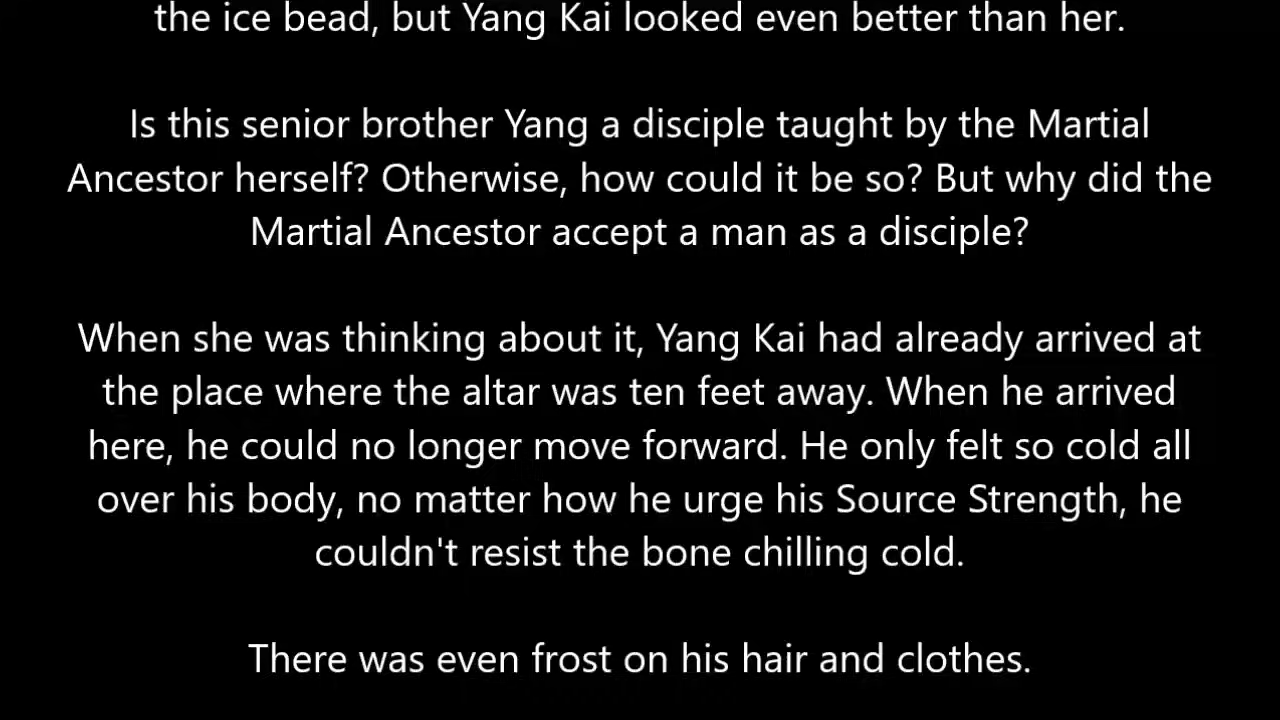 the ice bead, but Yang Kai looked even better than her.
Is this senior brother Yang a disciple taught by the Martial
Ancestor herself? Otherwise, how could it be so? But why did the
Martial Ancestor accept a man as a disciple?
When she was thinking about it, Yang Kai had already arrived at
the place where the altar was ten feet away. When he arrived
here, he could no longer move forward. He only felt so cold all
over his body, no matter how he urge his Source Strength, he
couldn't resist the bone chilling cold.
There was even frost on his hair and clothes.